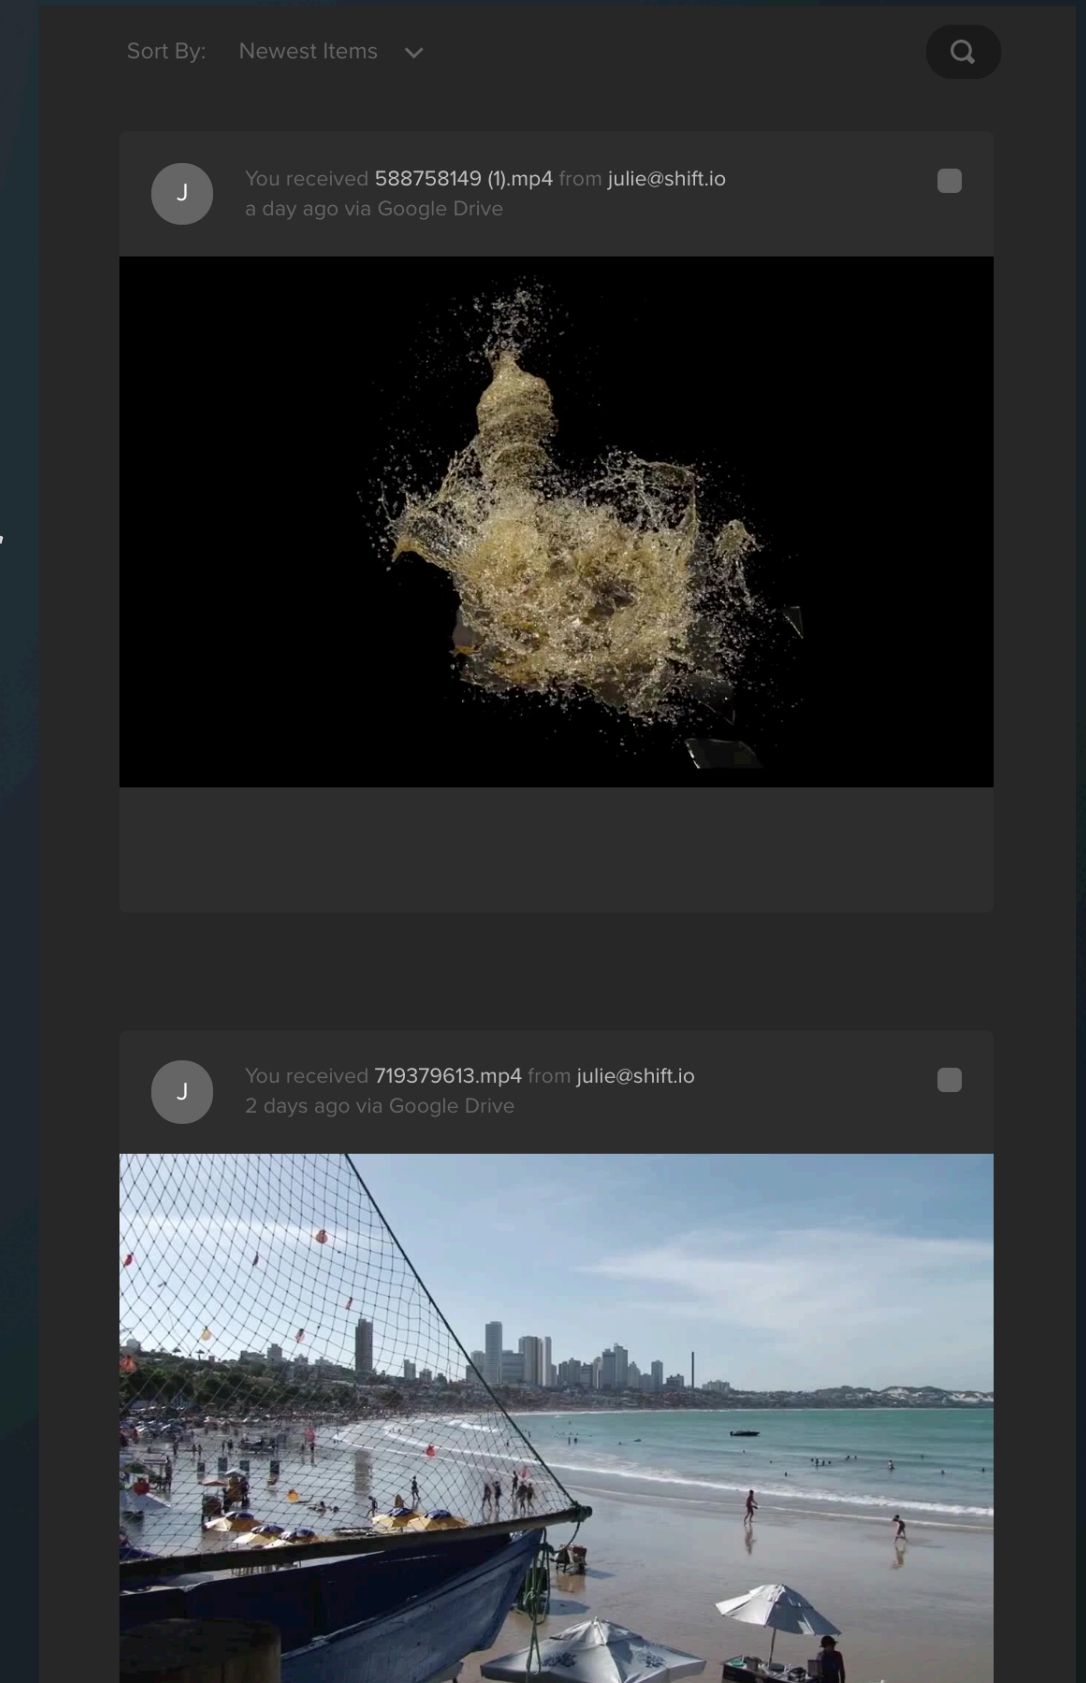 Sort By: Newest Items
J
You received 588758149 (1).mp4 from julie@shift.io
a day ago via Google Drive
J
You received 719379613.mp4 from julie@shift.io
2 days ago via Google Drive